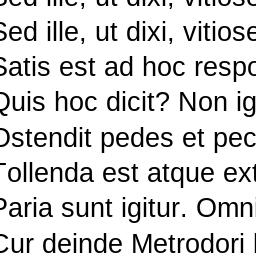 Sed ille, ut dixi, vitiose
Sed ille, ut dixi, vitiose
Satis est ad hoc respo
Quis hoc dicit? Non ig
Ostendit pedes et pec
Tollenda est atque ext
Paria sunt igitur. Omni
Cur deinde Metrodori